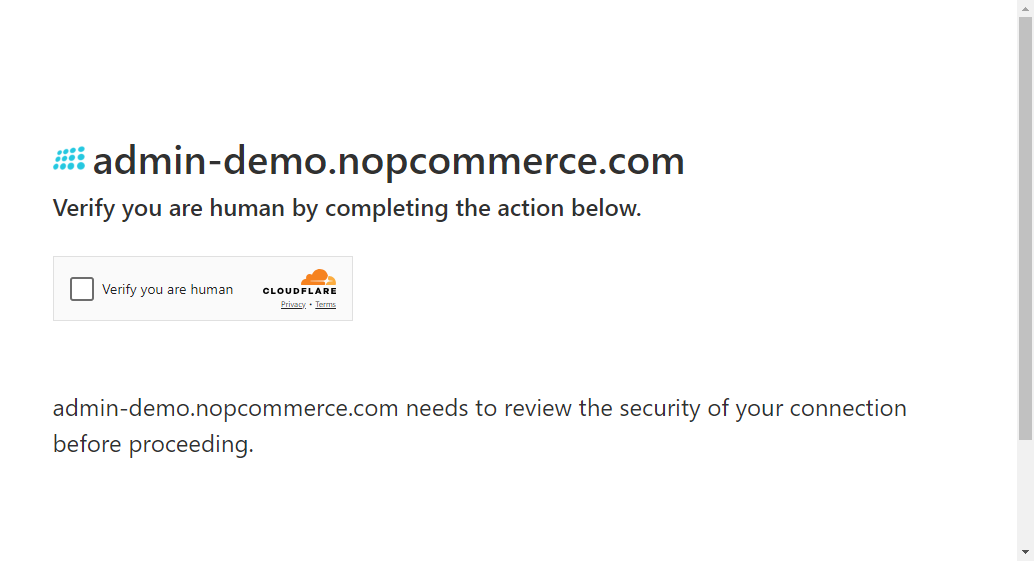 admin-demo.nopcommerce.com
Verify you are human by completing the action below.
Verify you are human
CLOUDFLARE
Privacy • Terms
admin-demo.nopcommerce.com needs to review the security of your connection
before proceeding.